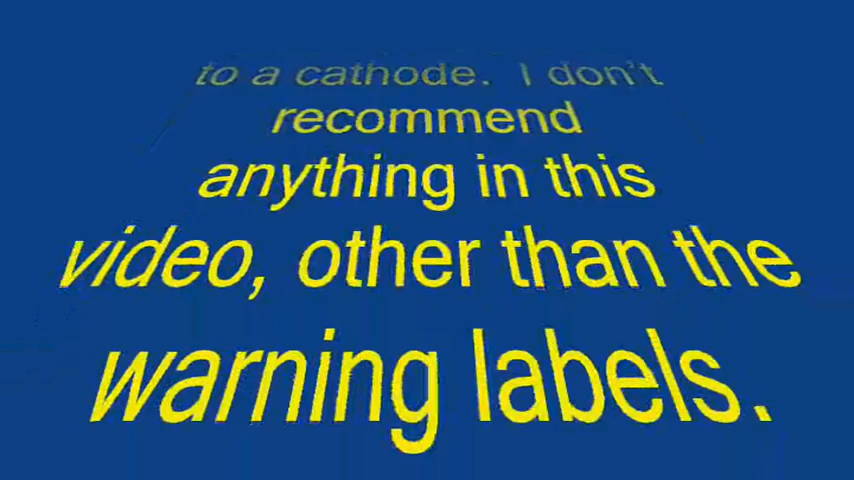 to a cathode. I don't
recommend
anything in this
video, other than the
warning labels.